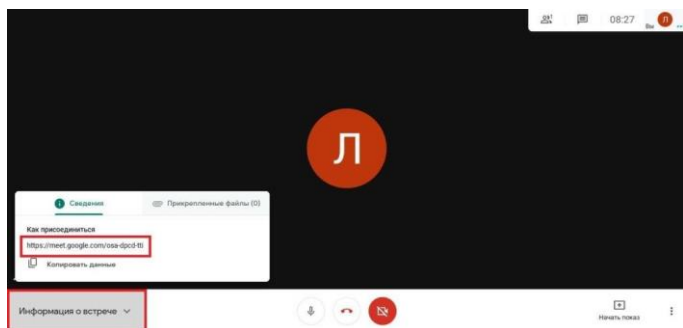 08:27
Вы
Л
Л
Сведения
Прикрепленные файлы (0)
Как присоединиться
https://meet.google.com/osa-dpcd-tti
Копировать данные
Информация о встрече
Начать показ